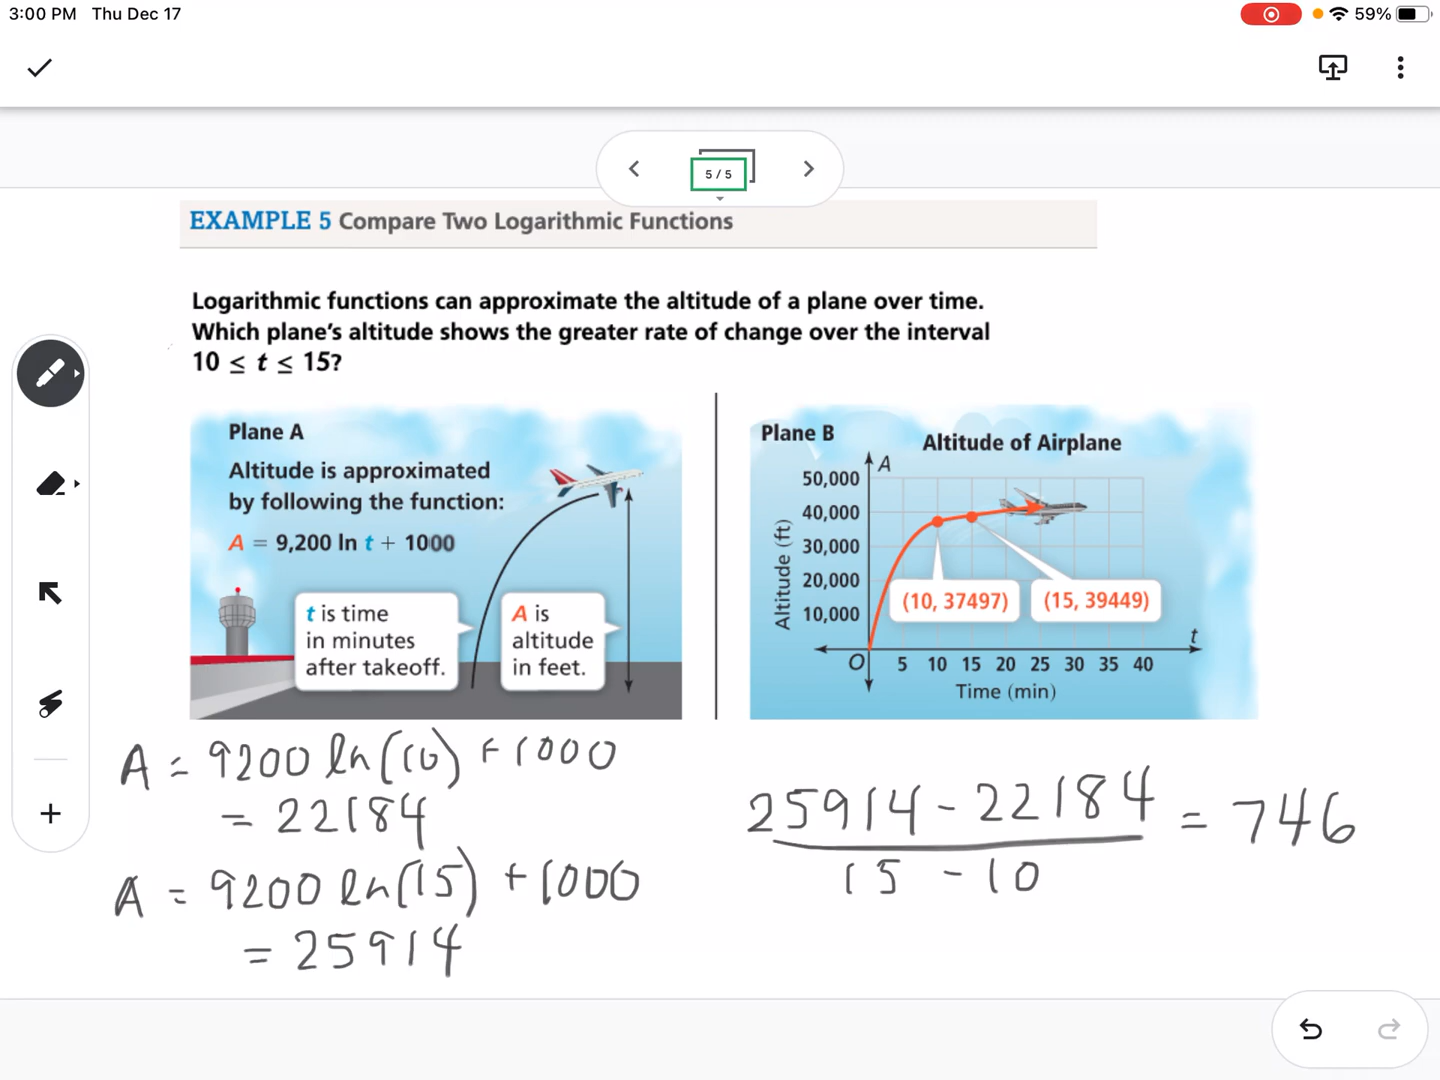 3:00 PM Thu Dec 17
59%
5 / 5
EXAMPLE 5 Compare Two Logarithmic Functions
Logarithmic functions can approximate the altitude of a plane over time.
Which plane's altitude shows the greater rate of change over the interval
10 ≤ t ≤ 15?
Plane A
Altitude is approximated
by following the function:
A = 9,200 ln t + 1000
t is time
in minutes
after takeoff.
A is
altitude
in feet.
Plane B
Altitude of Airplane
A
50,000
40,000
30,000
20,000
10,000
Altitude (ft)
(10, 37497)
(15, 39449)
t
O 5 10 15 20 25 30 35 40
Time (min)
A = 9200 ln(10) + 1000
= 22184
A = 9200 ln(15) + 1000
= 25914
25914 - 22184 = 746
15 - 10